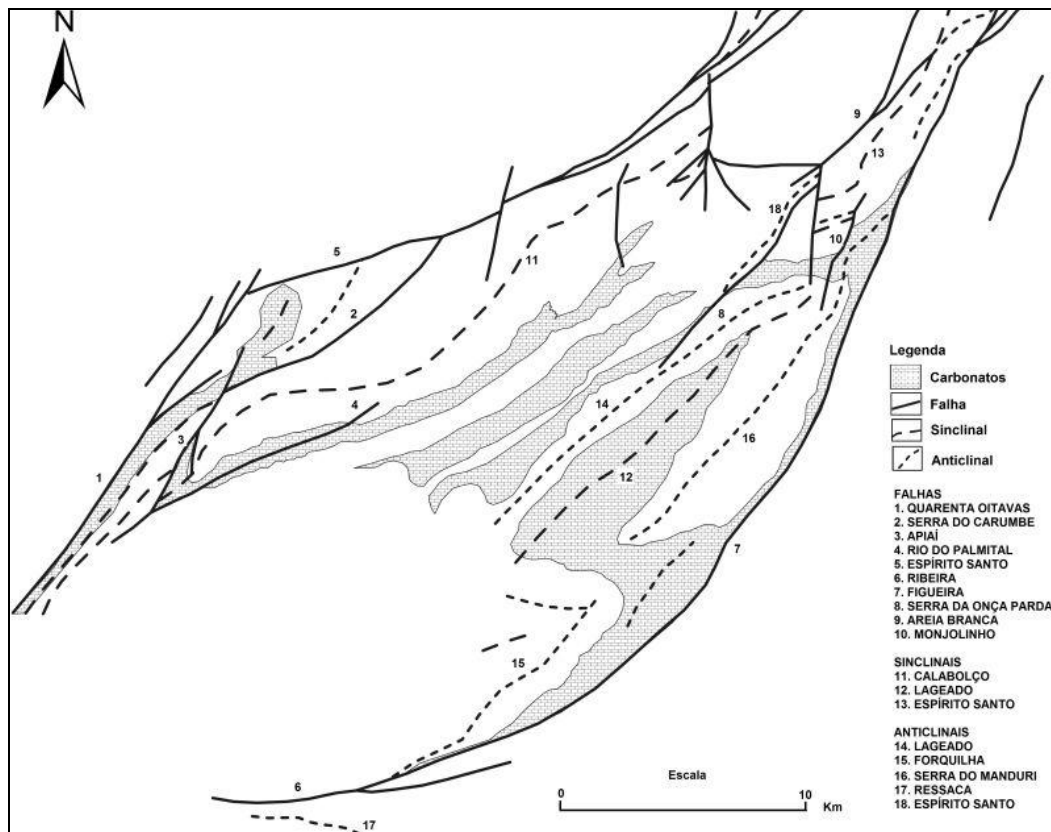 N
9
13
18
5
10
11
2
8
Legenda
Carbonatos
Falha
Sinclinal
Anticlinal
4
14
3
16
1
12
7
15
6
17
FALHAS
1. QUARENTA OITAVAS
2. SERRA DO CARUMBE
3. APIAÍ
4. RIO DO PALMITAL
5. ESPÍRITO SANTO
6. RIBEIRA
7. FIGUEIRA
8. SERRA DA ONÇA PARDA
9. AREIA BRANCA
10. MONJOLINHO
SINCLINAIS
11. CALABOLÇO
12. LAGEADO
13. ESPÍRITO SANTO
ANTICLINAIS
14. LAGEADO
15. FORQUILHA
16. SERRA DO MANDURI
17. RESSACA
18. ESPÍRITO SANTO
Escala
0 10
Km